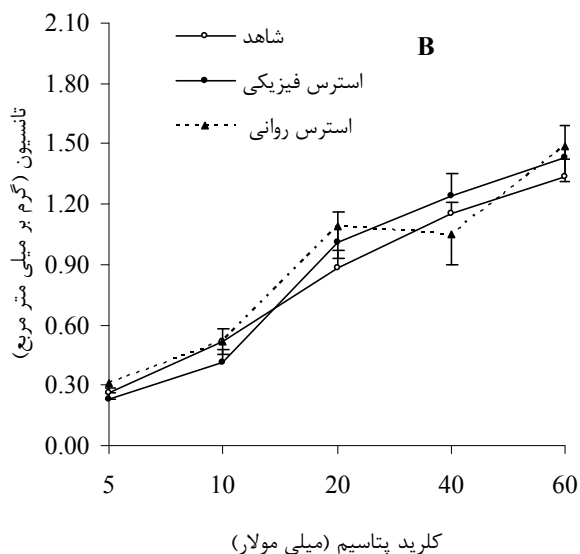 2.10
1.80
1.50
1.20
0.90
0.60
0.30
0.00
تانسیون (گرم بر میلی متر مربع)
شاهد
استرس فیزیکی
استرس روانی
B
5 10 20 40 60
کلرید پتاسیم (میلی مولار)